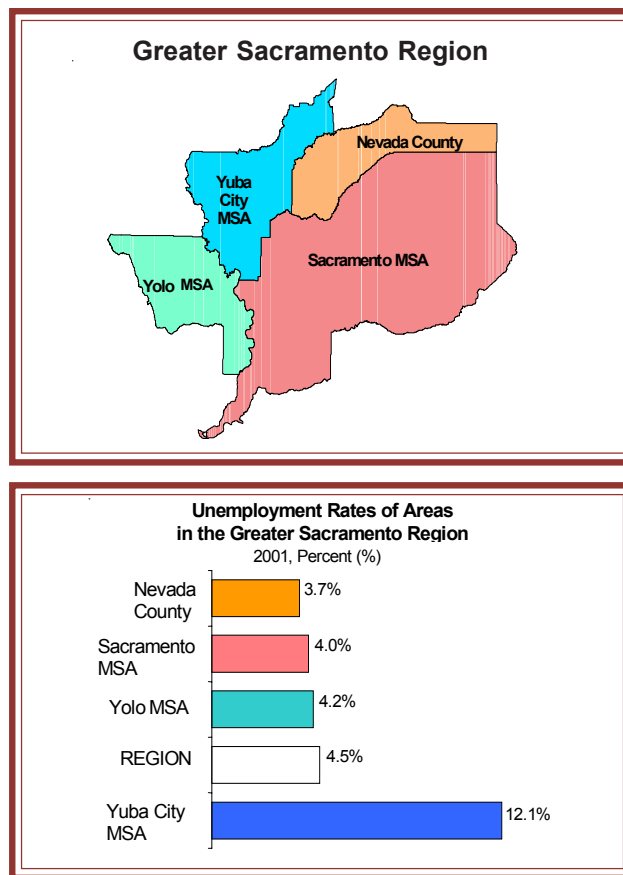 Greater Sacramento Region
Nevada County
Yuba
City
MSA
Sacramento MSA
Yolo MSA
Unemployment Rates of Areas
in the Greater Sacramento Region
2001, Percent (%)
Nevada
County
3.7%
Sacramento
MSA
4.0%
Yolo MSA
4.2%
REGION
4.5%
Yuba City
MSA
12.1%